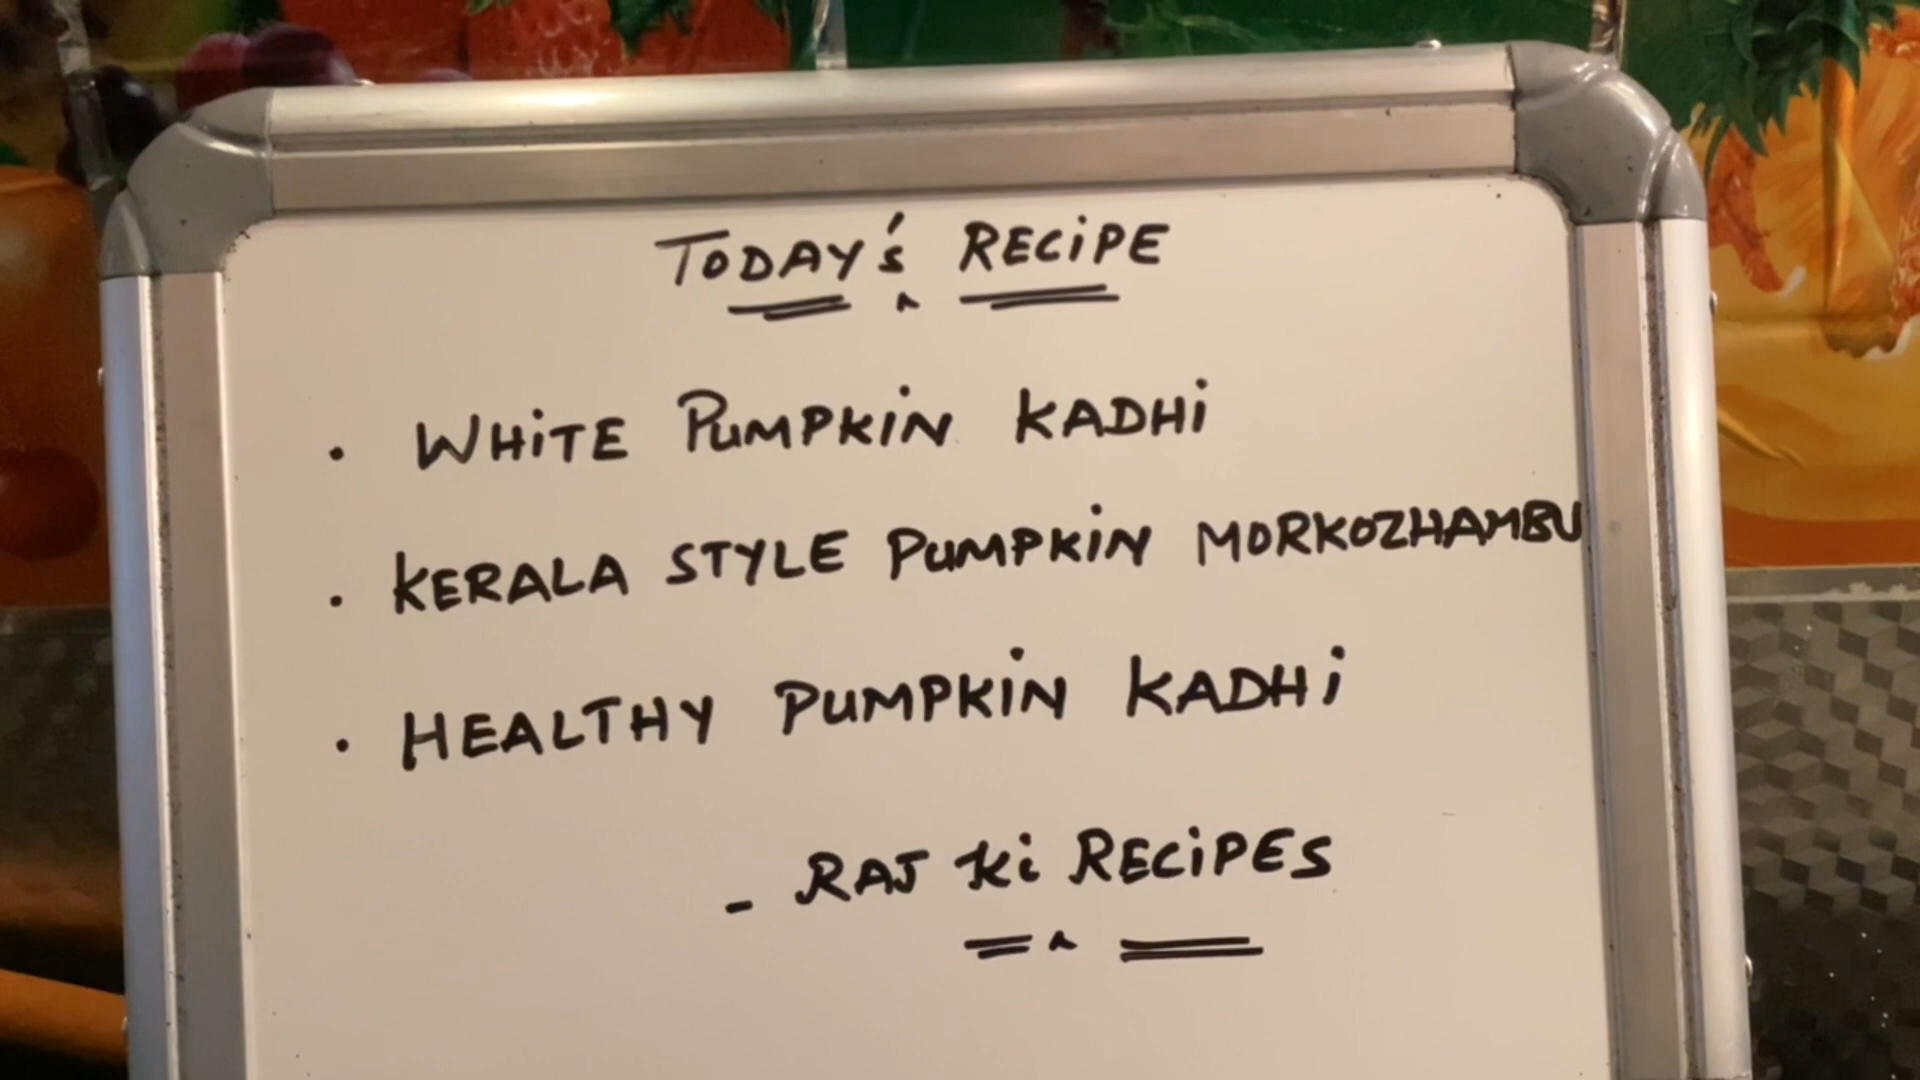 TODAY's RECiPE
• WHiTE PUMPKiN KADHi
• KERALA STYLE PUMPKiN MORKOZHAMBU
• HEALTHY PUMPKiN KADHi
- RAJ Ki RECiPES